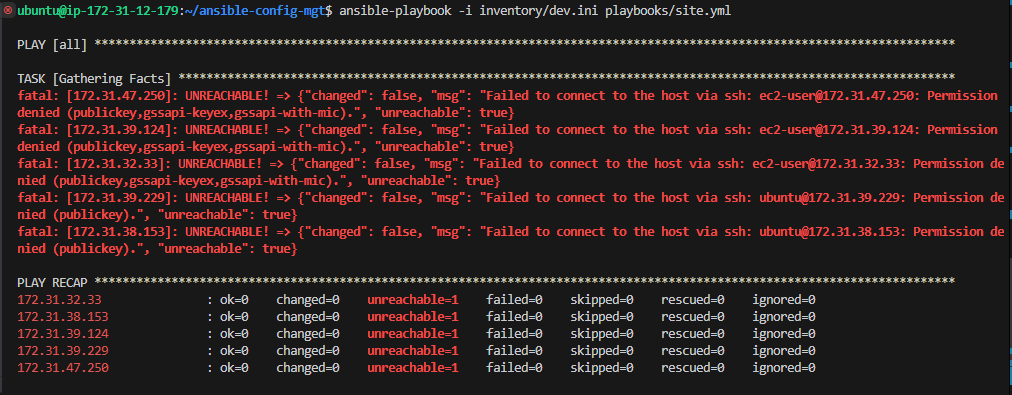 ubuntu@ip-172-31-12-179:~/ansible-config-mgt$ ansible-playbook -i inventory/dev.ini playbooks/site.yml
PLAY [all] ***************************************************************************************************************************
TASK [Gathering Facts] ***************************************************************************************************************
fatal: [172.31.47.250]: UNREACHABLE! => {"changed": false, "msg": "Failed to connect to the host via ssh: ec2-user@172.31.47.250: Permission
denied (publickey,gssapi-keyex,gssapi-with-mic).", "unreachable": true}
fatal: [172.31.39.124]: UNREACHABLE! => {"changed": false, "msg": "Failed to connect to the host via ssh: ec2-user@172.31.39.124: Permission
denied (publickey,gssapi-keyex,gssapi-with-mic).", "unreachable": true}
fatal: [172.31.32.33]: UNREACHABLE! => {"changed": false, "msg": "Failed to connect to the host via ssh: ec2-user@172.31.32.33: Permission de
nied (publickey,gssapi-keyex,gssapi-with-mic).", "unreachable": true}
fatal: [172.31.39.229]: UNREACHABLE! => {"changed": false, "msg": "Failed to connect to the host via ssh: ubuntu@172.31.39.229: Permission de
nied (publickey).", "unreachable": true}
fatal: [172.31.38.153]: UNREACHABLE! => {"changed": false, "msg": "Failed to connect to the host via ssh: ubuntu@172.31.38.153: Permission de
nied (publickey).", "unreachable": true}
PLAY RECAP ***************************************************************************************************************************
172.31.32.33 : ok=0 changed=0 unreachable=1 failed=0 skipped=0 rescued=0 ignored=0
172.31.38.153 : ok=0 changed=0 unreachable=1 failed=0 skipped=0 rescued=0 ignored=0
172.31.39.124 : ok=0 changed=0 unreachable=1 failed=0 skipped=0 rescued=0 ignored=0
172.31.39.229 : ok=0 changed=0 unreachable=1 failed=0 skipped=0 rescued=0 ignored=0
172.31.47.250 : ok=0 changed=0 unreachable=1 failed=0 skipped=0 rescued=0 ignored=0